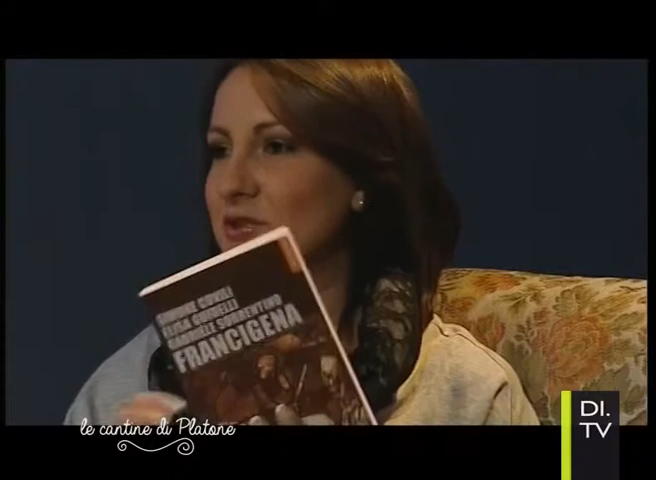 SIMONE COVILI
ELISA GUIDELLI
GABRIELE SORRENTINO
FRANCIGENA
le cantine di Platone
DI.
TV